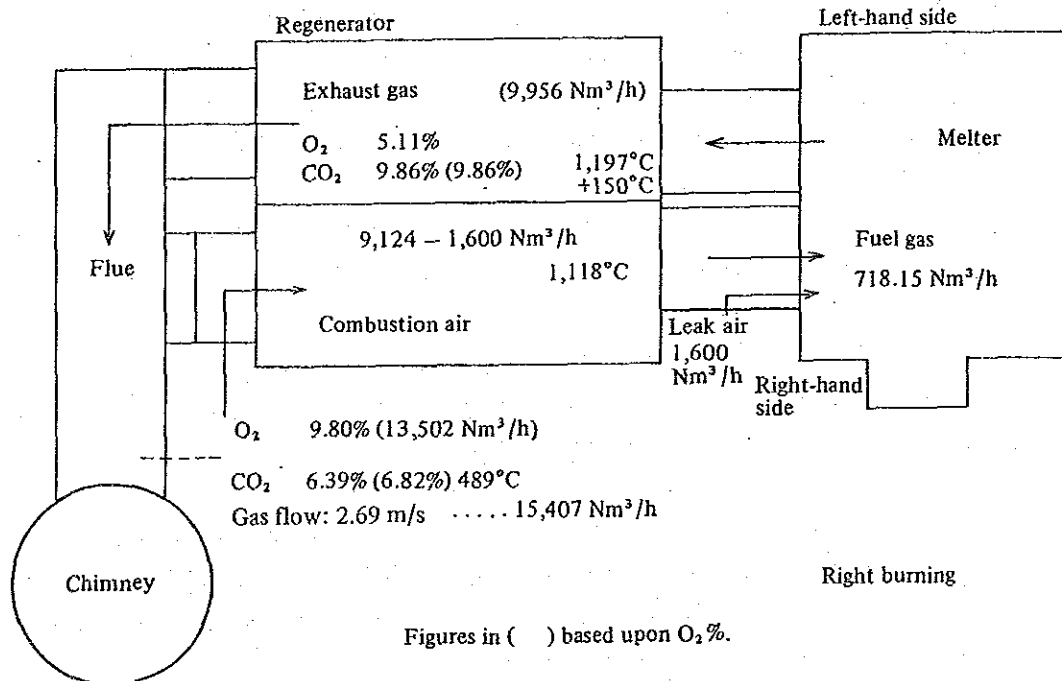 Regenerator
Left-hand side
Exhaust gas (9,956 Nm³/h)
O₂ 5.11%
CO₂ 9.86% (9.86%) 1,197°C
+150°C
Melter
9,124 – 1,600 Nm³/h
1,118°C
Combustion air
Flue
Fuel gas
718.15 Nm³/h
Leak air
1,600
Nm³/h
Right-hand
side
O₂ 9.80% (13,502 Nm³/h)
CO₂ 6.39% (6.82%) 489°C
Gas flow: 2.69 m/s ..... 15,407 Nm³/h
Chimney
Right burning
Figures in ( ) based upon O₂%.